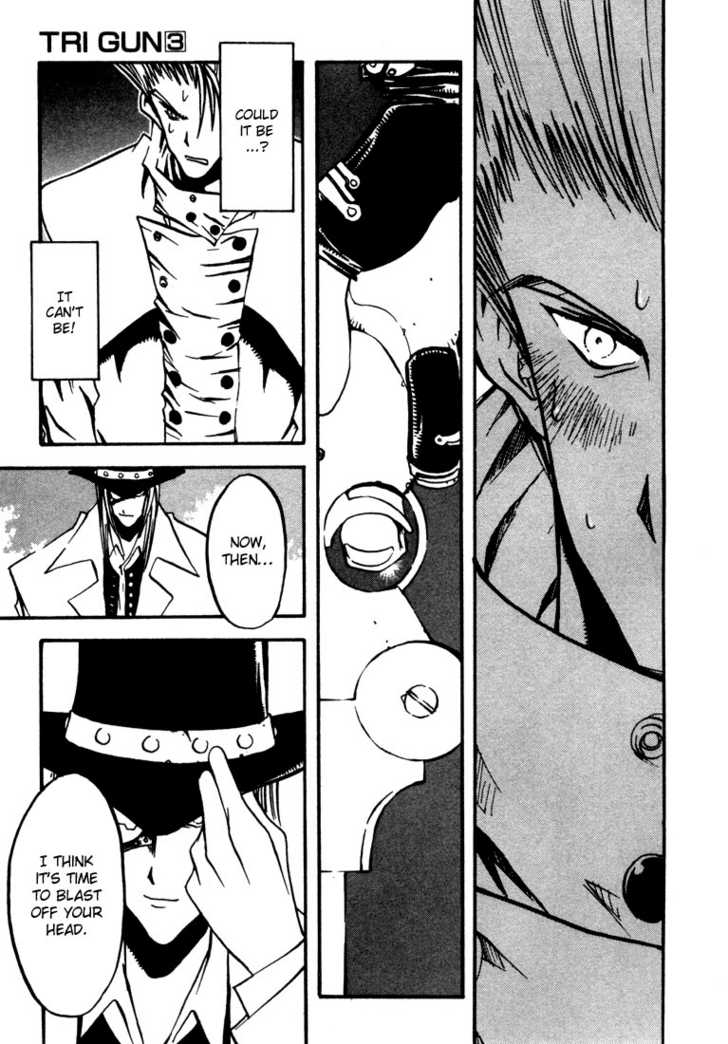 TRI GUN3
COULD
IT BE
...?
IT
CAN'T
BE!
NOW,
THEN...
I THINK
IT'S TIME
TO BLAST
OFF YOUR
HEAD.